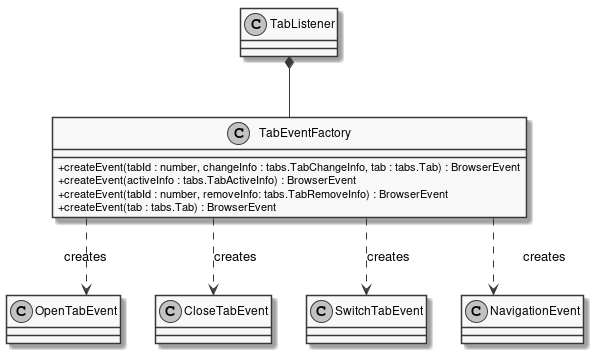 C TabListener
C TabEventFactory
+createEvent(tabId : number, changeInfo : tabs.TabChangeInfo, tab : tabs.Tab) : BrowserEvent
+createEvent(activeInfo : tabs.TabActiveInfo) : BrowserEvent
+createEvent(tabId : number, removeInfo: tabs.TabRemoveInfo) : BrowserEvent
+createEvent(tab : tabs.Tab) : BrowserEvent
creates creates creates creates
C OpenTabEvent C CloseTabEvent C SwitchTabEvent C NavigationEvent